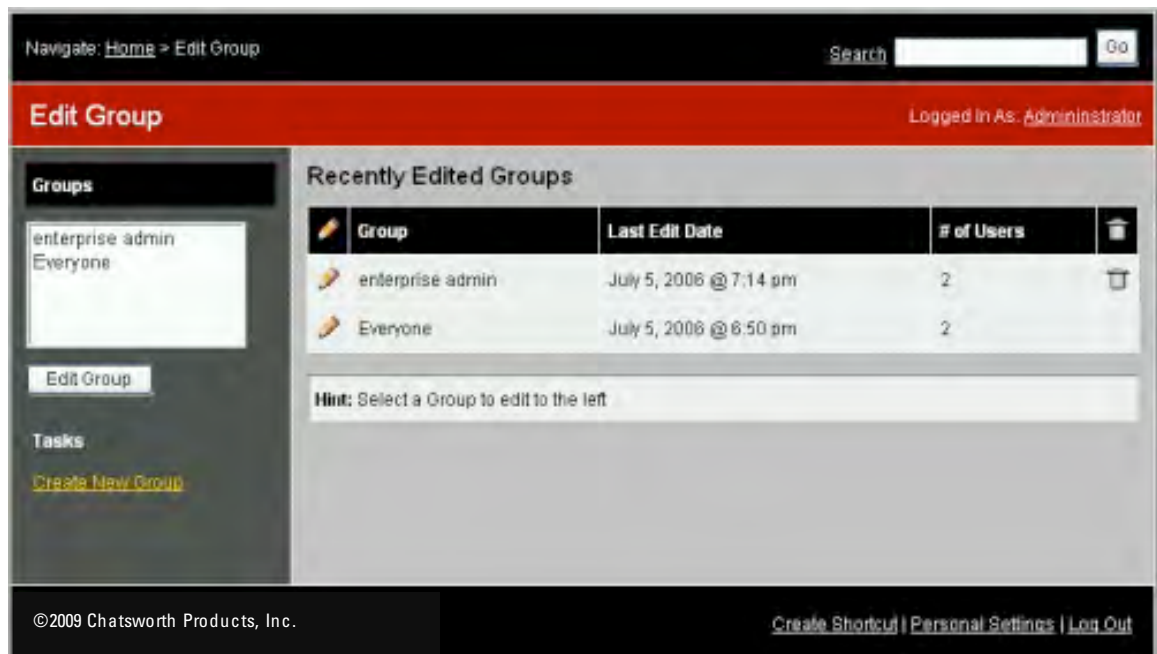 Navigate: Home > Edit Group
Search
Go
Edit Group
Logged In As: Admininstrator
Groups
enterprise admin
Everyone
Edit Group
Tasks
Create New Group
Recently Edited Groups
Group Last Edit Date # of Users
enterprise admin July 5, 2006 @ 7:14 pm 2
Everyone July 5, 2006 @ 6:50 pm 2
Hint: Select a Group to edit to the left
©2009 Chatsworth Products, Inc.
Create Shortcut | Personal Settings | Log Out